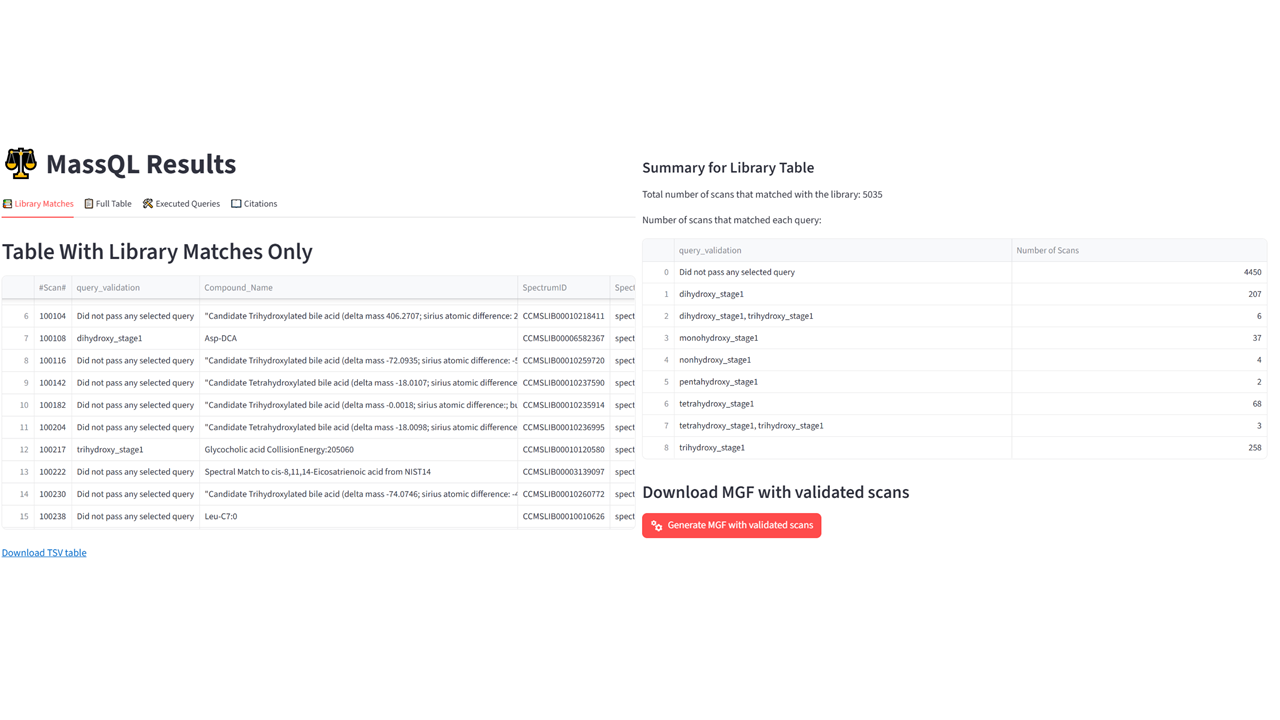 MassQL Results
Library Matches Full Table Executed Queries Citations
Table With Library Matches Only
#Scan# query_validation Compound_Name SpectrumID Spect
6 100104 Did not pass any selected query "Candidate Trihydroxylated bile acid (delta mass 406.2707; sirius atomic difference: 2 CCMSLIB00010218411 spect
7 100108 dihydroxy_stage1 Asp-DCA CCMSLIB00006582367 spect
8 100116 Did not pass any selected query "Candidate Trihydroxylated bile acid (delta mass -72.0935; sirius atomic difference: -5 CCMSLIB00010259720 spect
9 100142 Did not pass any selected query "Candidate Tetrahydroxylated bile acid (delta mass -18.0107; sirius atomic difference CCMSLIB00010237590 spect
10 100182 Did not pass any selected query "Candidate Trihydroxylated bile acid (delta mass -0.0018; sirius atomic difference:; bu CCMSLIB00010235914 spect
11 100204 Did not pass any selected query "Candidate Tetrahydroxylated bile acid (delta mass -18.0098; sirius atomic difference CCMSLIB00010236995 spect
12 100217 trihydroxy_stage1 Glycocholic acid CollisionEnergy:205060 CCMSLIB00010120580 spect
13 100222 Did not pass any selected query Spectral Match to cis-8,11,14-Eicosatrienoic acid from NIST14 CCMSLIB00003139097 spect
14 100230 Did not pass any selected query "Candidate Trihydroxylated bile acid (delta mass -74.0746; sirius atomic difference: -4 CCMSLIB00010260772 spect
15 100238 Did not pass any selected query Leu-C7:0 CCMSLIB00010010626 spect
Download TSV table
Summary for Library Table
Total number of scans that matched with the library: 5035
Number of scans that matched each query:
query_validation Number of Scans
0 Did not pass any selected query 4450
1 dihydroxy_stage1 207
2 dihydroxy_stage1, trihydroxy_stage1 6
3 monohydroxy_stage1 37
4 nonhydroxy_stage1 4
5 pentahydroxy_stage1 2
6 tetrahydroxy_stage1 68
7 tetrahydroxy_stage1, trihydroxy_stage1 3
8 trihydroxy_stage1 258
Download MGF with validated scans
Generate MGF with validated scans